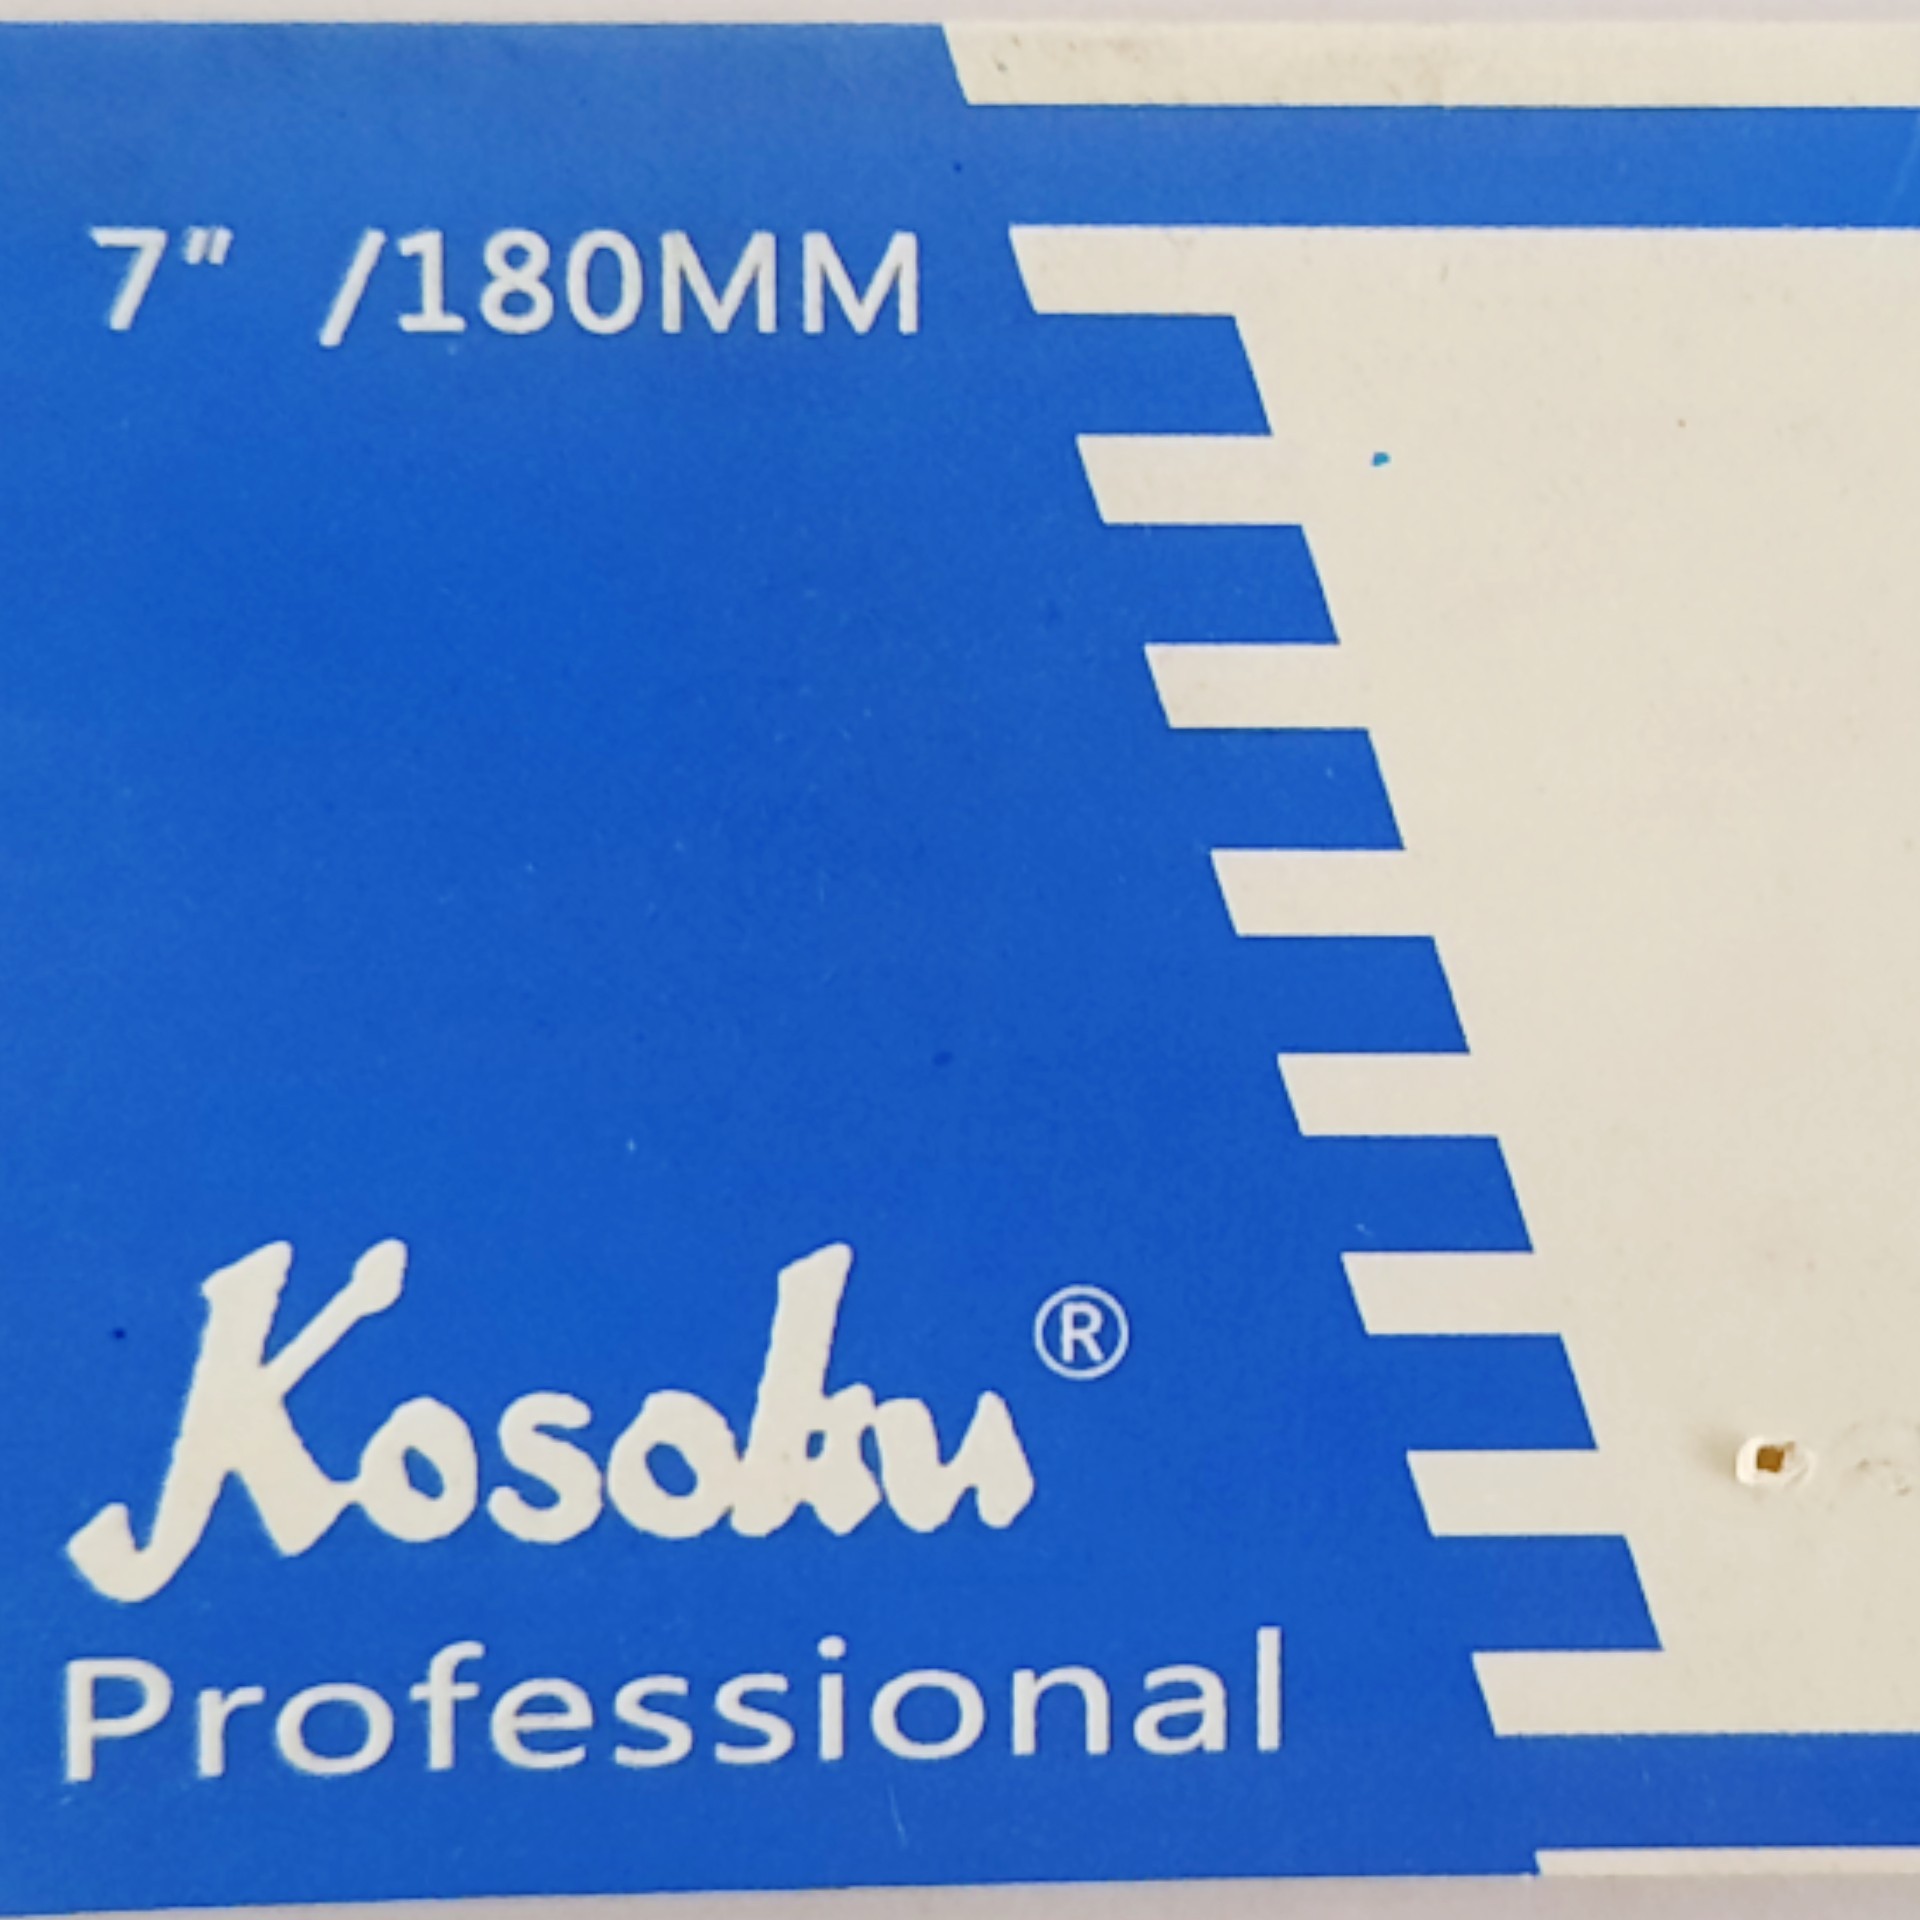 7" /180MM
Kosoku®
Professional